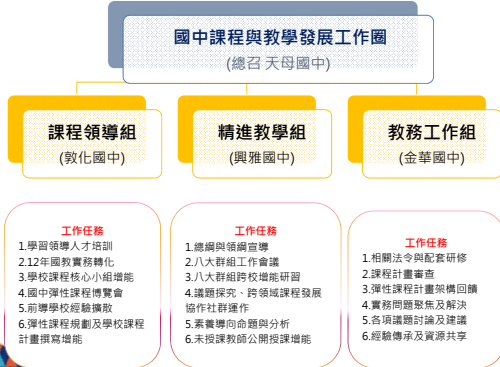 國中課程與教學發展工作圈
(總召 天母國中)
課程領導組
(敦化國中)
精進教學組
(興雅國中)
教務工作組
(金華國中)
工作任務
1.學習領導人才培訓
2.12年國教實務轉化
3.學校課程核心小組增能
4.國中彈性課程博覽會
5.前導學校經驗擴散
6.彈性課程規劃及學校課程
計畫撰寫增能
工作任務
1.總綱與領綱宣導
2.八大群組工作會議
3.八大群組跨校增能研習
4.議題探究、跨領域課程發展
協作社群運作
5.素養導向命題與分析
6.未授課教師公開授課增能
工作任務
1.相關法令與配套研修
2.課程計畫審查
3.彈性課程計畫架構回饋
4.實務問題聚焦及解決
5.各項議題討論及建議
6.經驗傳承及資源共享